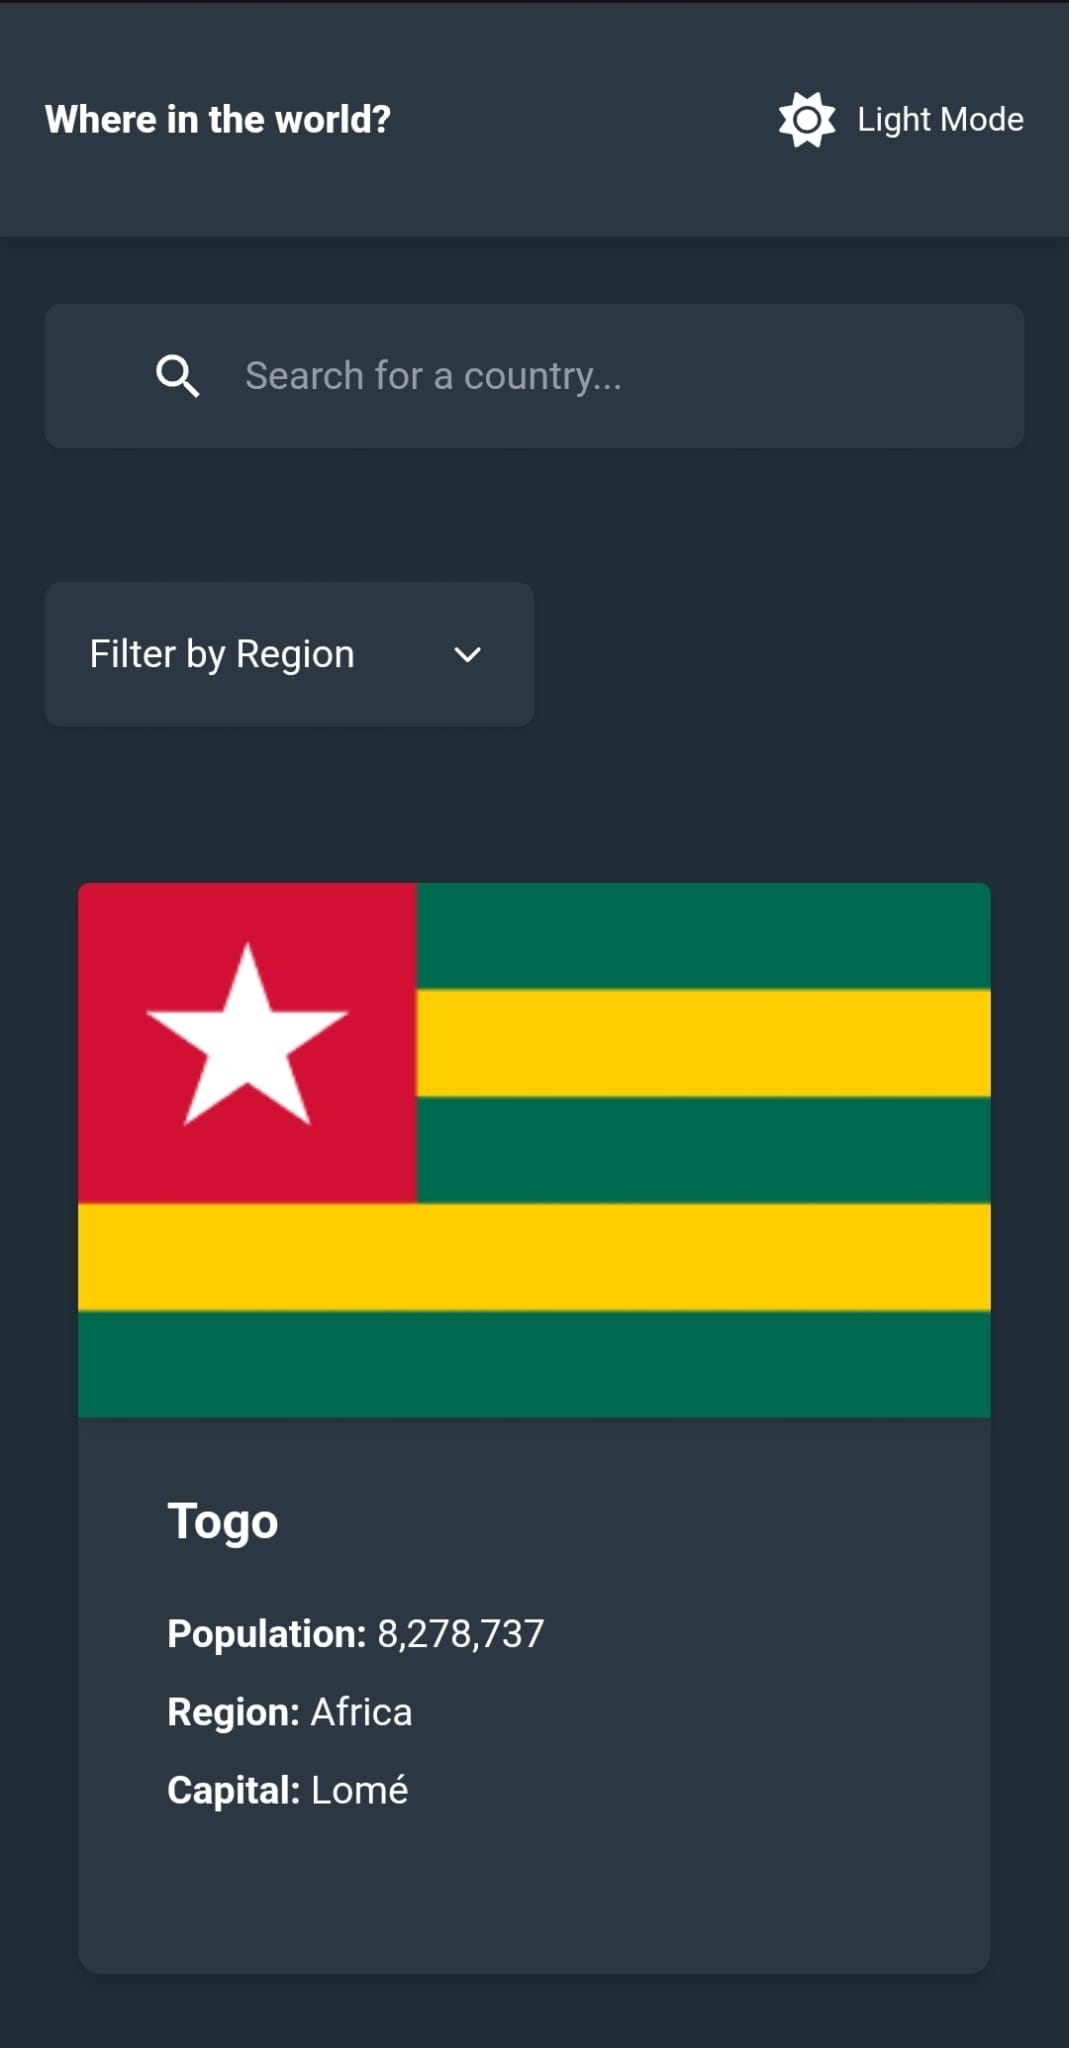 Where in the world?
Light Mode
Search for a country...
Filter by Region
Togo
Population: 8,278,737
Region: Africa
Capital: Lomé